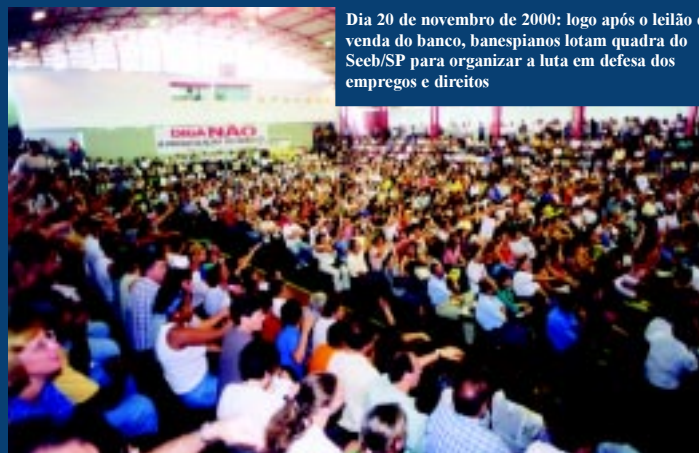 Dia 20 de novembro de 2000: logo após o leilão
venda do banco, banespianos lotam quadra do
Seeb/SP para organizar a luta em defesa dos
empregos e direitos
DIGA NÃO